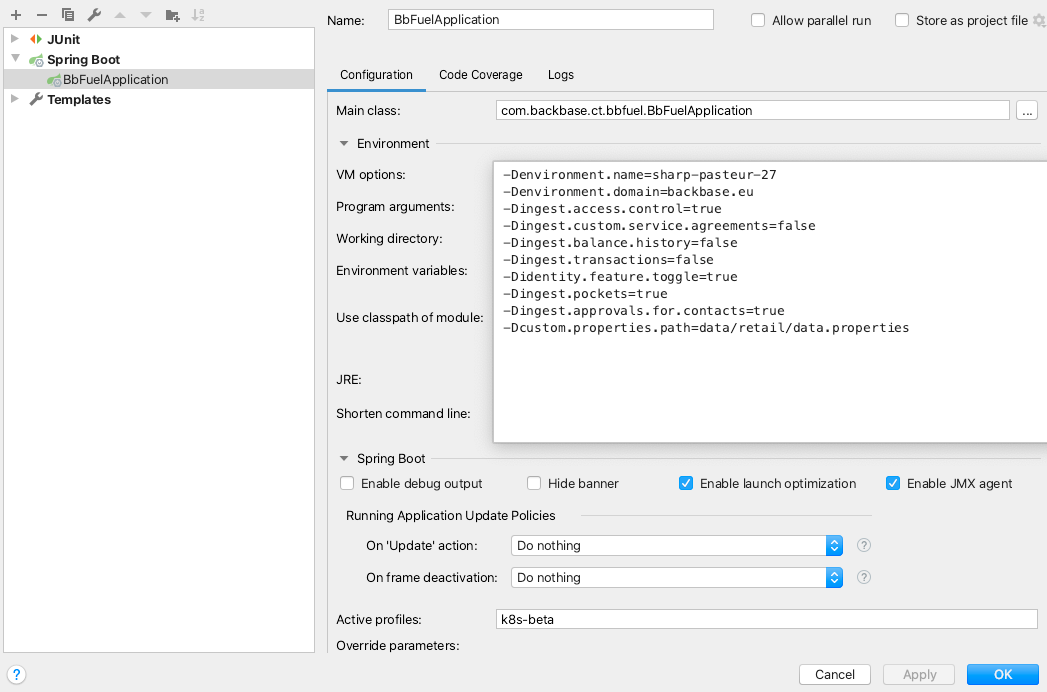 Name: BbFuelApplication Allow parallel run Store as project file
JUnit
Spring Boot
BbFuelApplication
Templates
Configuration Code Coverage Logs
Main class: com.backbase.ct.bbfuel.BbFuelApplication ...
Environment
VM options:
-Denvironment.name=sharp-pasteur-27
-Denvironment.domain=backbase.eu
-Dingest.access.control=true
-Dingest.custom.service.agreements=false
-Dingest.balance.history=false
-Dingest.transactions=false
-Didentity.feature.toggle=true
-Dingest.pockets=true
-Dingest.approvals.for.contacts=true
-Dcustom.properties.path=data/retail/data.properties
Program arguments:
Working directory:
Environment variables:
Use classpath of module:
JRE:
Shorten command line:
Spring Boot
Enable debug output Hide banner Enable launch optimization Enable JMX agent
Running Application Update Policies
On 'Update' action: Do nothing ?
On frame deactivation: Do nothing ?
Active profiles: k8s-beta
Override parameters:
? Cancel Apply OK